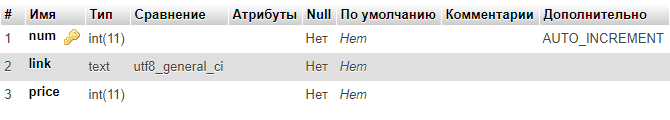 # Имя Тип Сравнение Атрибуты Null По умолчанию Комментарии Дополнительно
1 num int(11) Нет Нет AUTO_INCREMENT
2 link text utf8_general_ci Нет Нет
3 price int(11) Нет Нет